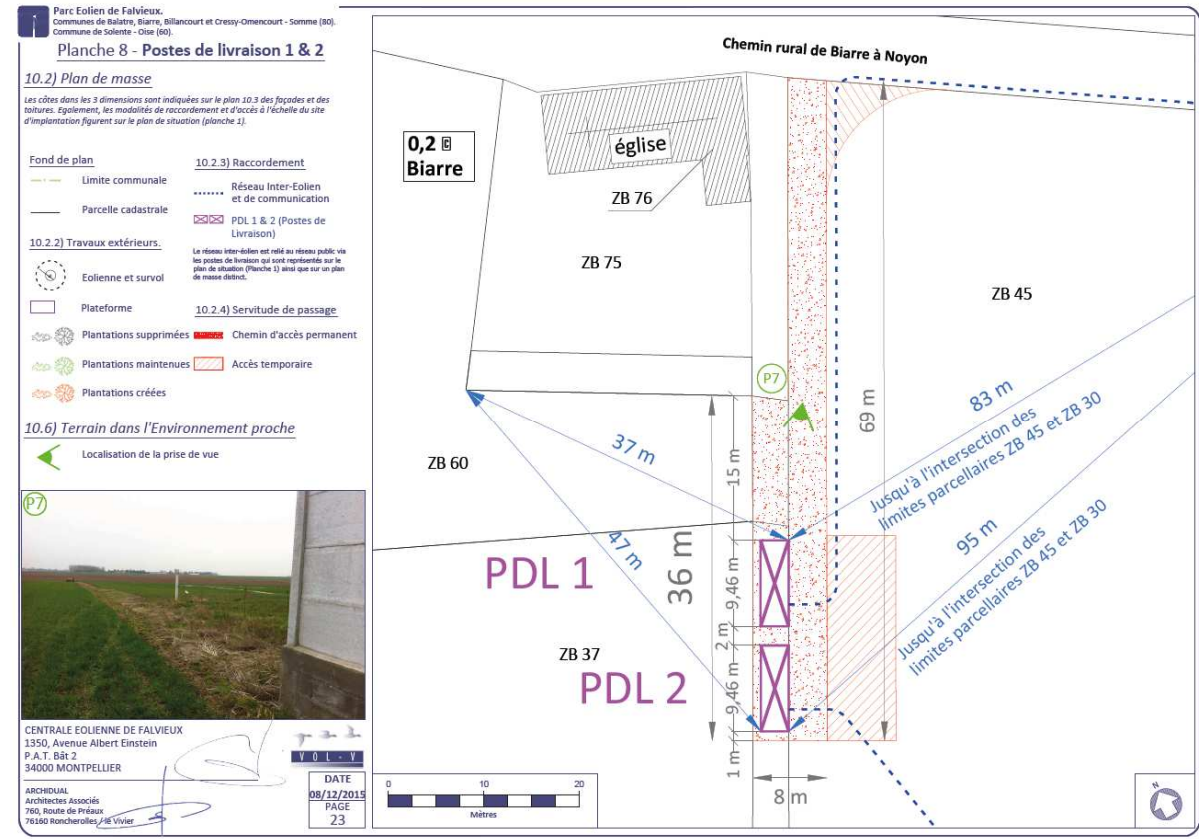 Parc Eolien de Falvieux.
Communes de Balatre, Biarre, Billancourt et Cressy-Omencourt - Somme (80).
Commune de Solente - Oise (60).
Planche 8 - Postes de livraison 1 & 2
10.2) Plan de masse
Les côtes dans les 3 dimensions sont indiquées sur le plan 10.3 des façades et des
toitures. Egalement, les modalités de raccordement et d'accès à l'échelle du site
d'implantation figurent sur le plan de situation (planche 1).
Fond de plan
Limite communale
Parcelle cadastrale
10.2.2) Travaux extérieurs.
Eolienne et survol
Plateforme
Plantations supprimées
Plantations maintenues
Plantations créées
10.2.3) Raccordement
Réseau Inter-Eolien
et de communication
PDL 1 & 2 (Postes de
Livraison)
Le réseau inter-éolien est relié au réseau public via
les postes de livraison qui sont représentés sur le
plan de situation (Planche 1) ainsi que sur un plan
de masse distinct.
10.2.4) Servitude de passage
Chemin d'accès permanent
Accès temporaire
10.6) Terrain dans l'Environnement proche
Localisation de la prise de vue
P7
CENTRALE EOLIENNE DE FALVIEUX
1350, Avenue Albert Einstein
P.A.T. Bât 2
34000 MONTPELLIER
VOL-V
ARCHIDUAL
Architectes Associés
760, Route de Préaux
76160 Roncherolles / le Vivier
DATE
08/12/2015
PAGE
23
Chemin rural de Biarre à Noyon
0,2
Biarre
église
ZB 76
ZB 75
ZB 45
P7
ZB 60
37 m
47 m
15 m
69 m
83 m
Jusqu'à l'intersection des
limites parcellaires ZB 45 et ZB 30
95 m
Jusqu'à l'intersection des
limites parcellaires ZB 45 et ZB 30
PDL 1
36 m
9,46 m
2 m
ZB 37
PDL 2
9,46 m
1 m
8 m
0 10 20
Mètres
N